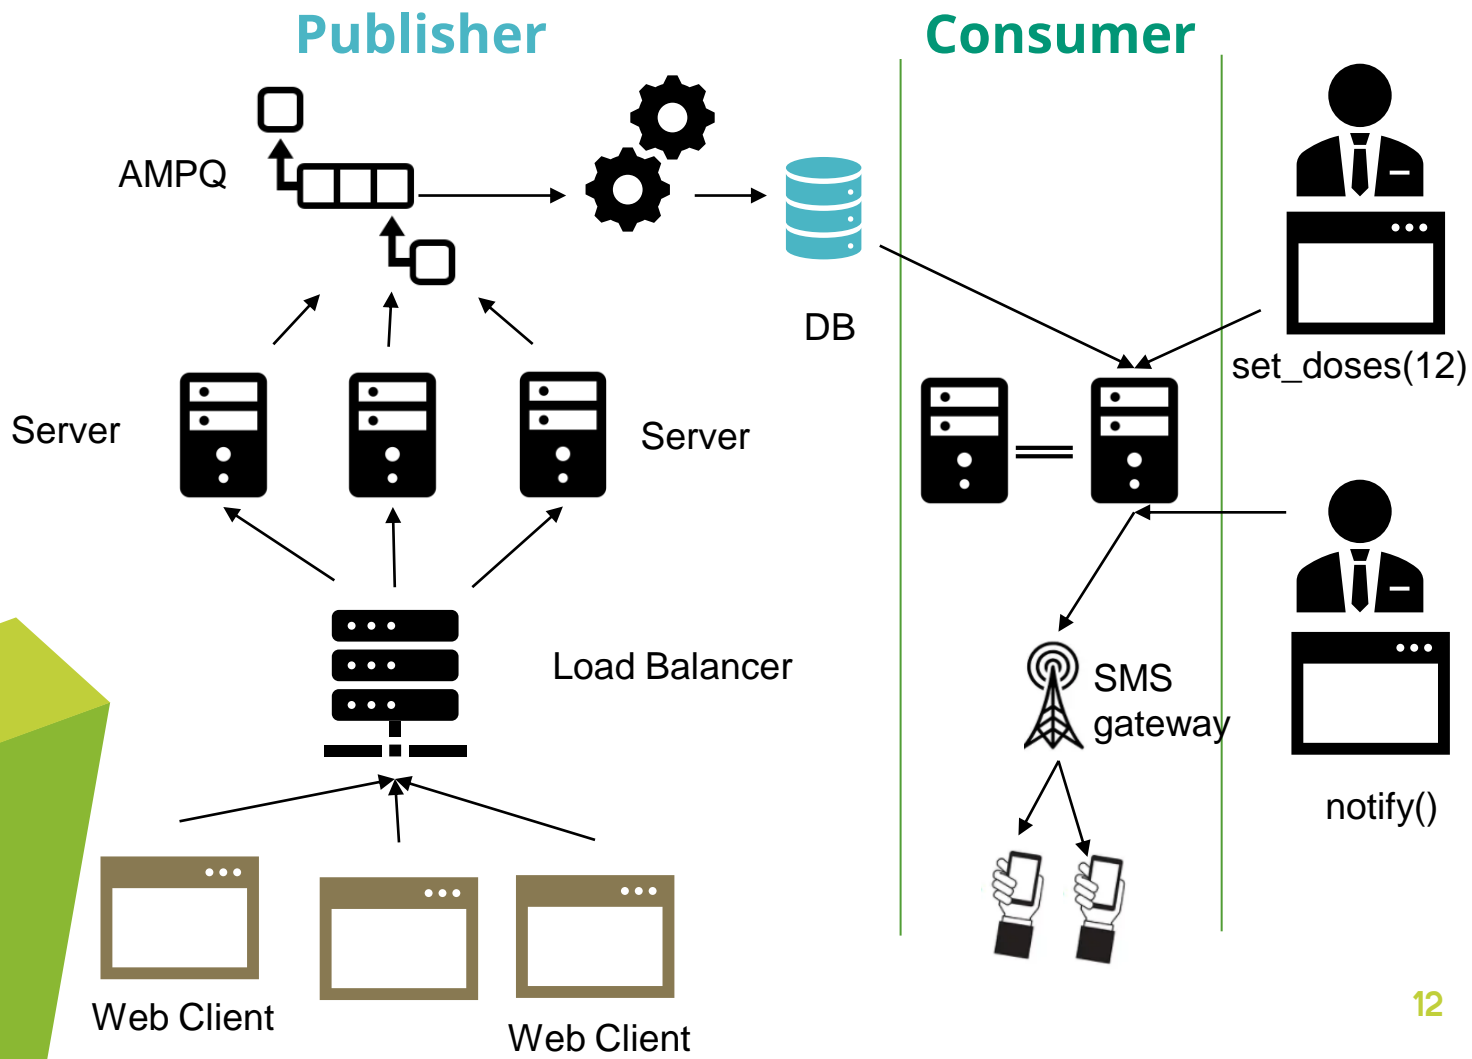 Publisher
Consumer
AMPQ
DB
set_doses(12)
Server
Server
Load Balancer
SMS
gateway
notify()
Web Client
Web Client
12